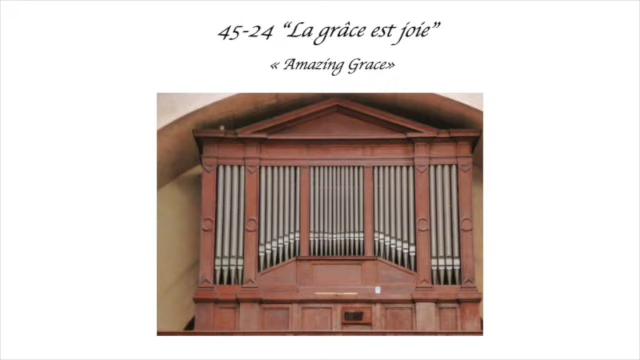 45-24 “La grâce est joie”
« Amazing Grace»